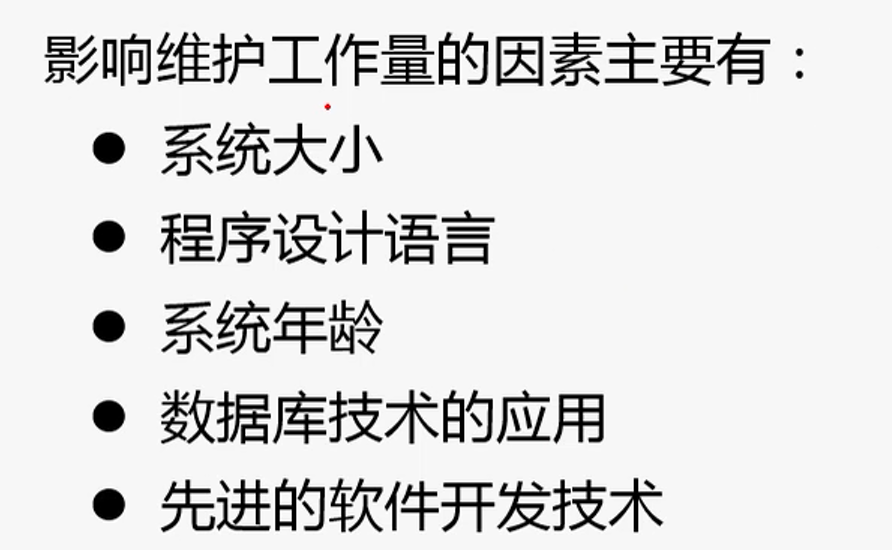 影响维护工作量的因素主要有：
● 系统大小
● 程序设计语言
● 系统年龄
● 数据库技术的应用
● 先进的软件开发技术